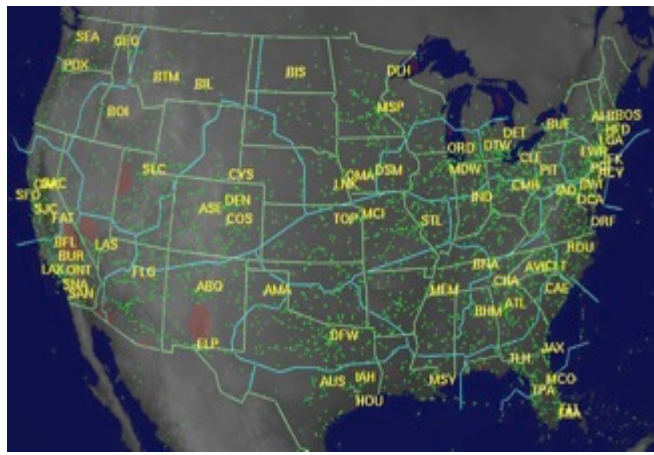 SEA
GEG
PDX
BTM
BIL
BIS
DLH
MSP
BOI
BUF
BOS
DET
ORD
DTW
CLE
MDW
PIT
SLC
CYS
OMA
DSM
LNK
IND
CMH
BWI
DCA
DEN
ASE
COS
TOP
MCI
STL
SFO
SJC
FAT
BFL
LAS
BUR
LAX
ONT
SNA
SAN
ABQ
AMA
ELP
DFW
AUS
IAH
HOU
MSY
MEM
BNA
CHA
ATL
BHM
AVL
CLT
CAE
RDU
ORF
TLH
JAX
MCO
TPA